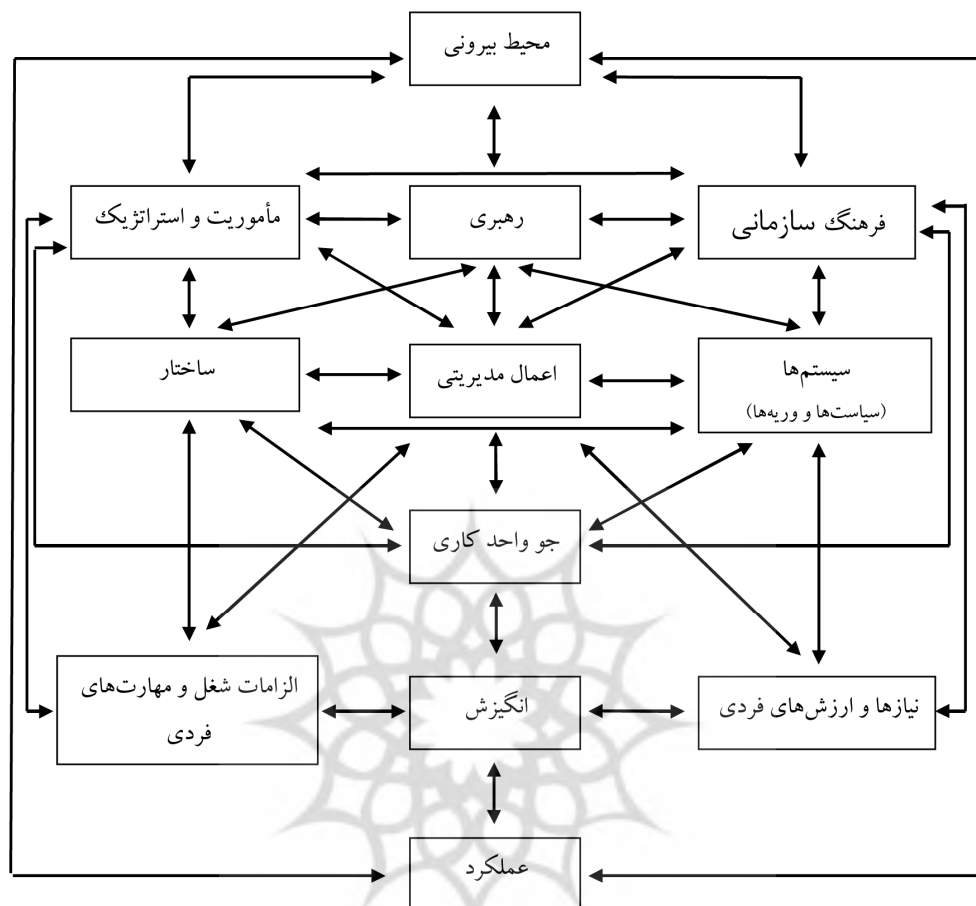 محیط بیرونی
فرهنگ سازمانی
رهبری
مأموریت و استراتژیک
سیستم‌ها
(سیاست‌ها و وریه‌ها)
اعمال مدیریتی
ساختار
جو واحد کاری
نیازها و ارزش‌های فردی
انگیزش
الزامات شغل و مهارت‌های
فردی
عملکرد